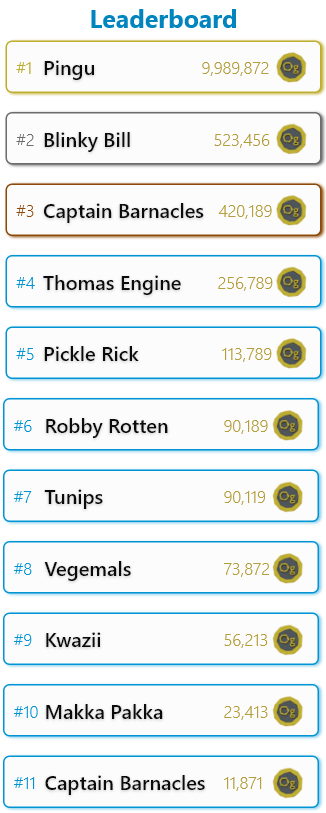 Leaderboard
#1 Pingu 9,989,872 Og
#2 Blinky Bill 523,456 Og
#3 Captain Barnacles 420,189 Og
#4 Thomas Engine 256,789 Og
#5 Pickle Rick 113,789 Og
#6 Robby Rotten 90,189 Og
#7 Tunips 90,119 Og
#8 Vegemals 73,872 Og
#9 Kwazii 56,213 Og
#10 Makka Pakka 23,413 Og
#11 Captain Barnacles 11,871 Og